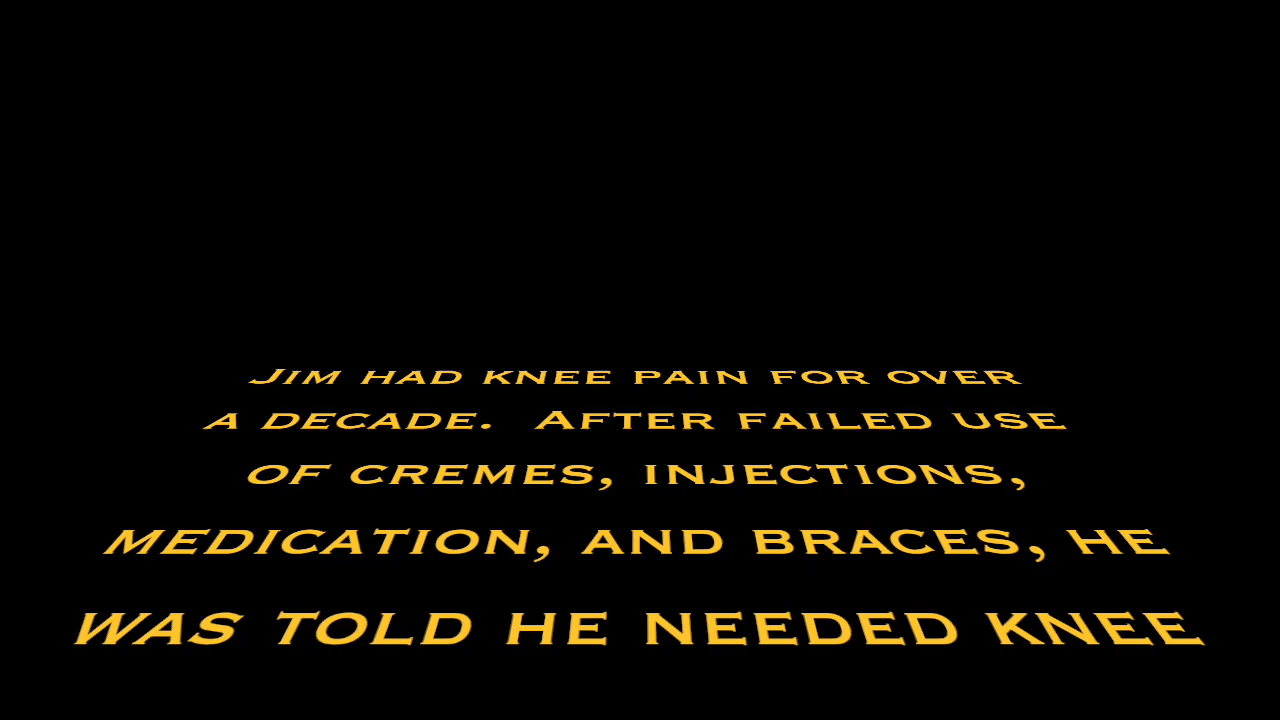 Jim had knee pain for over
a decade.  After failed use
of cremes, injections,
medication, and braces, he
was told he needed knee